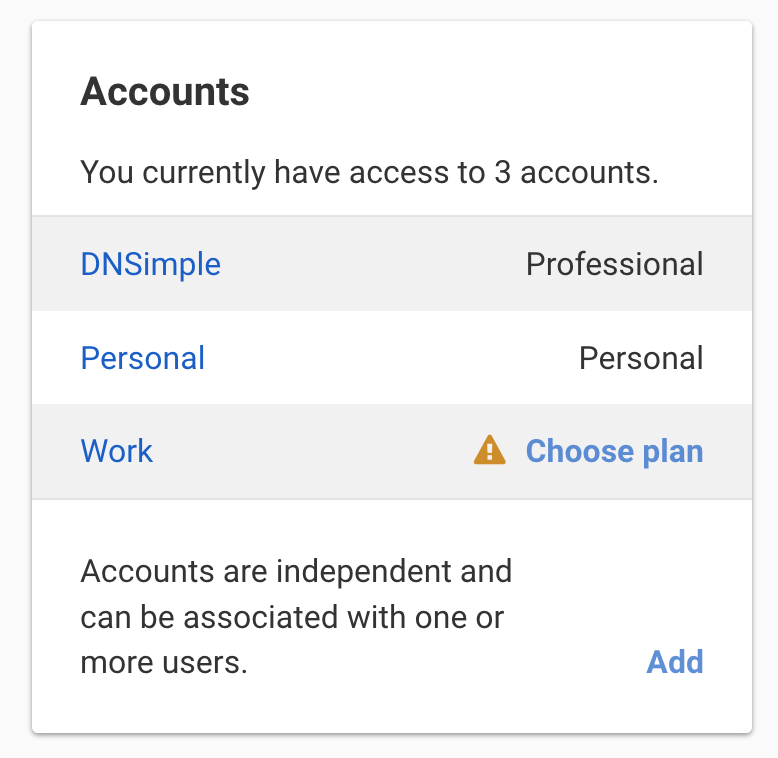 Accounts
You currently have access to 3 accounts.
DNSimple Professional
Personal Personal
Work Choose plan
Accounts are independent and
can be associated with one or
more users. Add